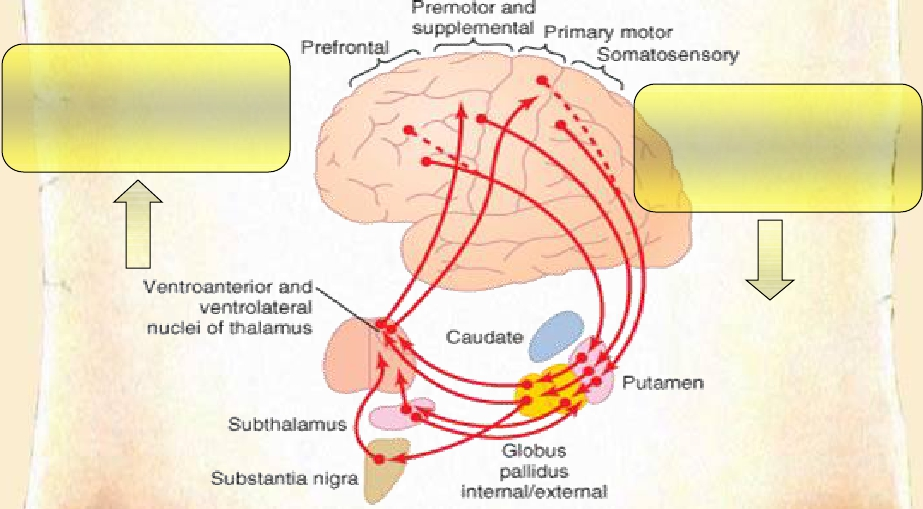 Premotor and
supplemental
Primary motor
Prefrontal
Somatosensory
Ventroanterior and
ventrolateral
nuclei of thalamus
Caudate
Putamen
Subthalamus
Globus
pallidus
internal/external
Substantia nigra